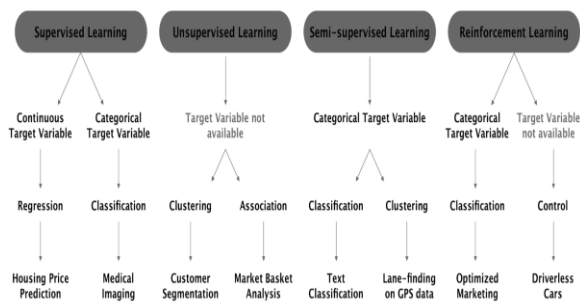 Supervised Learning
Unsupervised Learning
Semi-supervised Learning
Reinforcement Learning
Continuous
Target Variable
Categorical
Target Variable
Target Variable not
available
Categorical Target Variable
Categorical
Target Variable
Target Variable
not available
Regression
Classification
Clustering
Association
Classification
Clustering
Classification
Control
Housing Price
Prediction
Medical
Imaging
Customer
Segmentation
Market Basket
Analysis
Text
Classification
Lane-finding
on GPS data
Optimized
Marketing
Driverless
Cars